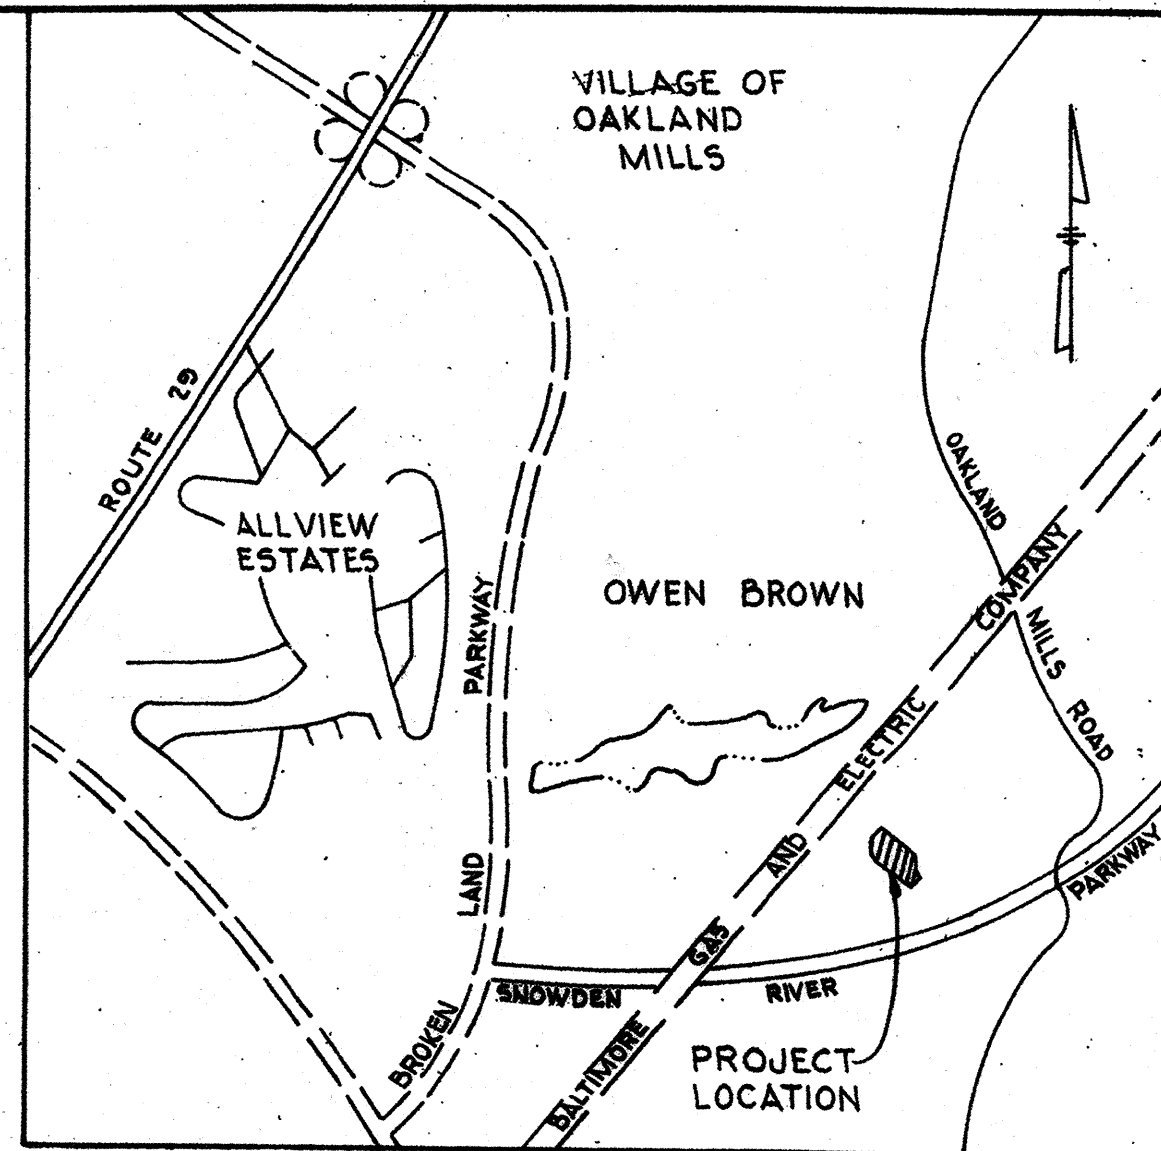 VILLAGE OF
OAKLAND
MILLS
ROUTE 29
ALLVIEW
ESTATES
OWEN BROWN
OAKLAND MILLS ROAD
BROKEN LAND PARKWAY
BALTIMORE GAS AND ELECTRIC COMPANY
SNOWDEN RIVER PARKWAY
PROJECT
LOCATION